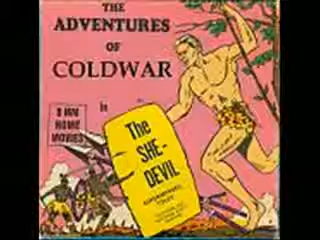 THE
ADVENTURES
OF
COLDWAR
in
8 MM
HOME
MOVIES
The
SHE-
DEVIL